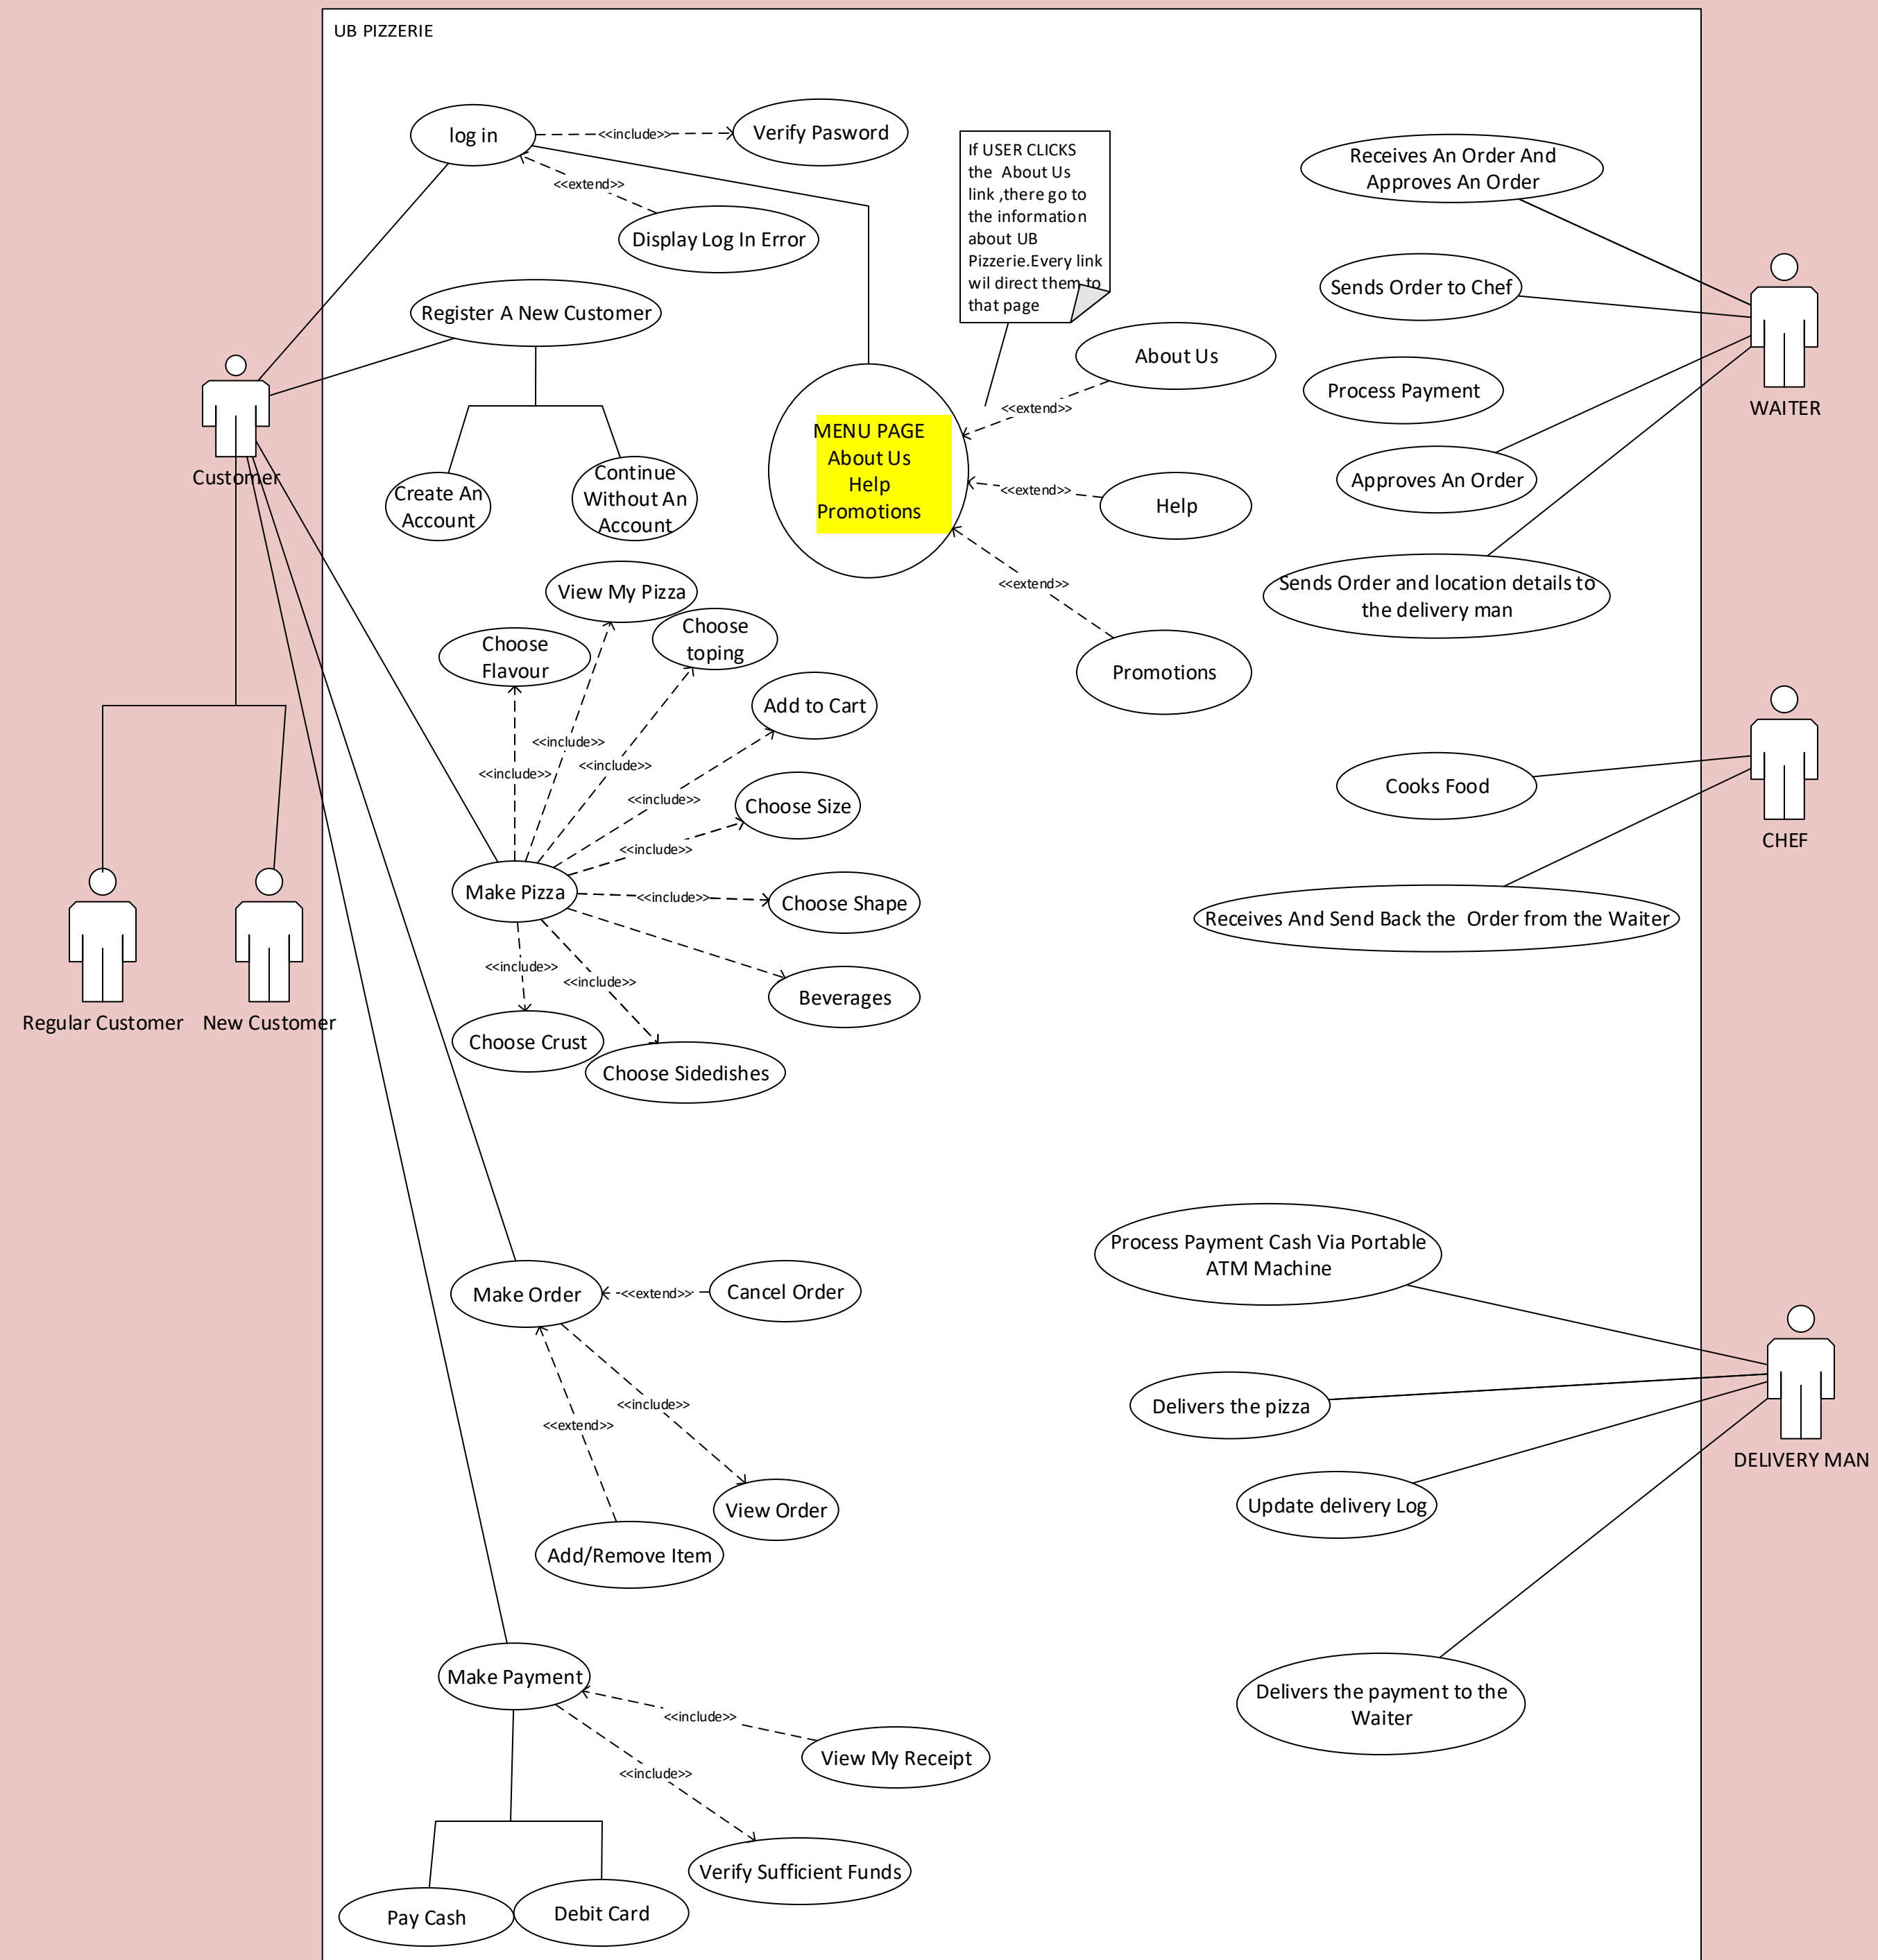 UB PIZZERIE
log in
<<include>>
Verify Pasword
<<extend>>
Display Log In Error
Register A New Customer
Create An
Account
Continue
Without An
Account
Customer
Regular Customer
New Customer
If USER CLICKS
the  About Us
link ,there go to
the information
about UB
Pizzerie.Every link
wil direct them to
that page
MENU PAGE
About Us
Help
Promotions
<<extend>>
About Us
<<extend>>
Help
<<extend>>
Promotions
View My Pizza
Choose
Flavour
Choose
toping
Add to Cart
Choose Size
Choose Shape
Beverages
Choose Sidedishes
Choose Crust
Make Pizza
<<include>>
<<include>>
<<include>>
<<include>>
<<include>>
<<include>>
<<include>>
<<include>>
Make Order
<<extend>>
Cancel Order
<<include>>
View Order
<<extend>>
Add/Remove Item
Make Payment
<<include>>
View My Receipt
<<include>>
Verify Sufficient Funds
Pay Cash
Debit Card
Receives An Order And
Approves An Order
Sends Order to Chef
Process Payment
Approves An Order
Sends Order and location details to
the delivery man
WAITER
Cooks Food
Receives And Send Back the  Order from the Waiter
CHEF
Process Payment Cash Via Portable
ATM Machine
Delivers the pizza
Update delivery Log
Delivers the payment to the
Waiter
DELIVERY MAN